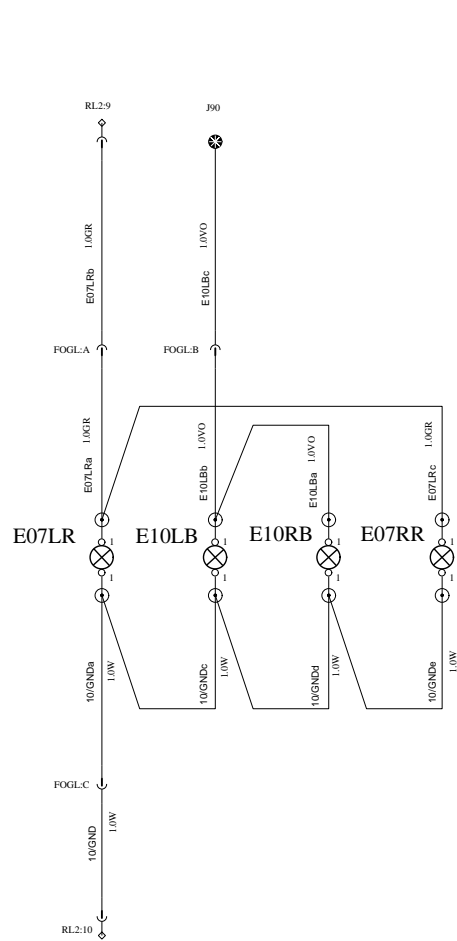 RL2:9
J90
1.0GR
E07LRb
1.0VO
E10LBc
FOGL:A
FOGL:B
1.0GR
E07LRa
1.0VO
E10LBb
1.0VO
E10LBa
1.0GR
E07LRc
E07LR
E10LB
E10RB
E07RR
1
1
1
1
1
1
1
1
10/GNDa
1.0W
10/GNDc
1.0W
10/GNDd
1.0W
10/GNDe
1.0W
FOGL:C
10/GND
1.0W
RL2:10